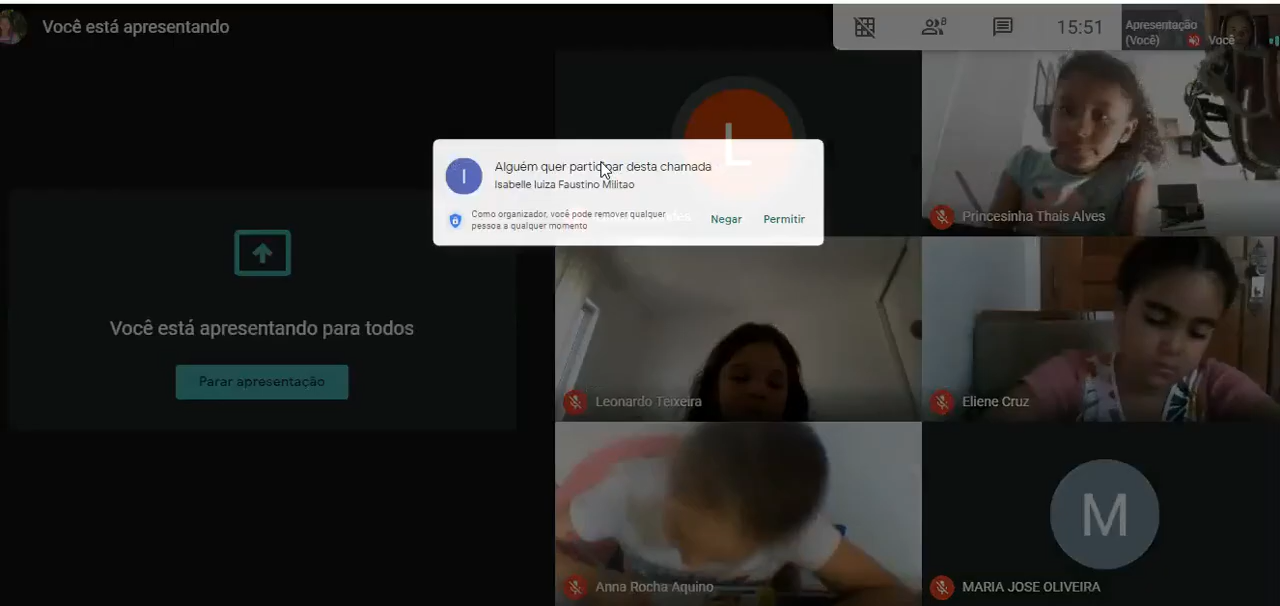 Você está apresentando
8
15:51
Apresentação
(Você)
Você
L
Alguém quer participar desta chamada
I
Isabelle luiza Faustino Militao
Como organizador, você pode remover qualquer
pessoa a qualquer momento
Negar
Permitir
Princesinha Thais Alves
Você está apresentando para todos
Parar apresentação
Leonardo Teixeira
Eliene Cruz
M
Anna Rocha Aquino
MARIA JOSE OLIVEIRA